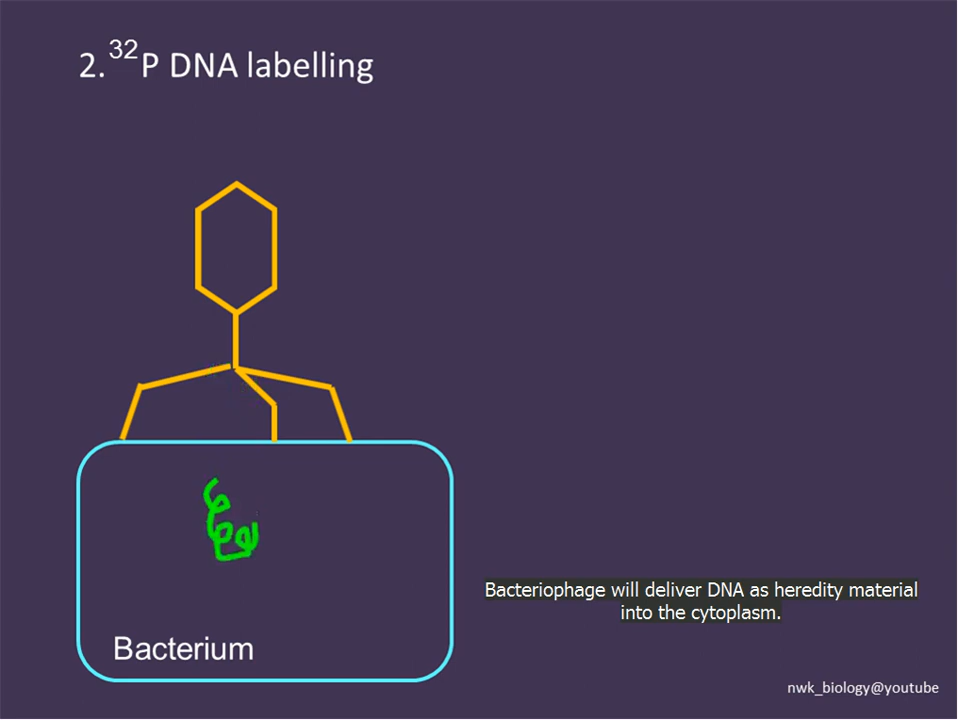 2. ³²P DNA labelling
Bacteriophage will deliver DNA as heredity material
into the cytoplasm.
Bacterium
nwk_biology@youtube